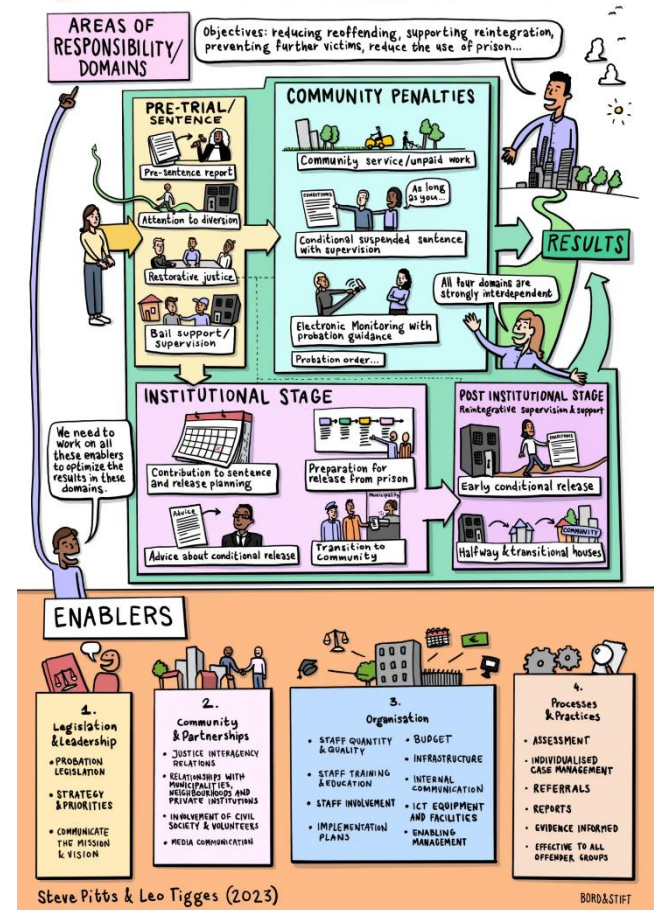 AREAS OF
RESPONSIBILITY/
DOMAINS
Objectives: reducing reoffending, supporting reintegration,
preventing further victims, reduce the use of prison...
PRE-TRIAL/
SENTENCE
Pre-sentence report
Attention to diversion
Restorative justice
Bail support/
supervision
COMMUNITY PENALTIES
Community service/unpaid work
CONDITIONS
As long
as you...
Conditional suspended sentence
with supervision
Electronic Monitoring with
probation guidance
Probation order...
RESULTS
All four domains are
strongly interdependent
We need to
work on all
these enablers
to optimize the
results in these
domains.
INSTITUTIONAL STAGE
Contribution to sentence
and release planning
Preparation for
release from prison
Advice
Advice about conditional release
Municipality
Transition to
community
POST INSTITUTIONAL STAGE
Reintegrative supervision & support
CONDITIONS
Early conditional release
COMMUNITY
Halfway & transitional houses
ENABLERS
1.
Legislation
& Leadership
• PROBATION
LEGISLATION
• STRATEGY
& PRIORITIES
• COMMUNICATE
THE MISSION
& VISION
2.
Community
& Partnerships
• JUSTICE INTERAGENCY
RELATIONS
• RELATIONSHIPS WITH
MUNICIPALITIES,
NEIGHBOURHOODS AND
PRIVATE INSTITUTIONS
• INVOLVEMENT OF CIVIL
SOCIETY & VOLUNTEERS
• MEDIA COMMUNICATION
3.
Organisation
• STAFF QUANTITY
& QUALITY
• STAFF TRAINING
& EDUCATION
• STAFF INVOLVEMENT
• IMPLEMENTATION
PLANS
• BUDGET
• INFRASTRUCTURE
• INTERNAL
COMMUNICATION
• ICT EQUIPMENT
AND FACILITIES
• ENABLING
MANAGEMENT
4.
Processes
& Practices
• ASSESSMENT
• INDIVIDUALISED
CASE MANAGEMENT
• REFERRALS
• REPORTS
• EVIDENCE INFORMED
• EFFECTIVE TO ALL
OFFENDER GROUPS
Steve Pitts & Leo Tigges (2023)
BORD&STIFT